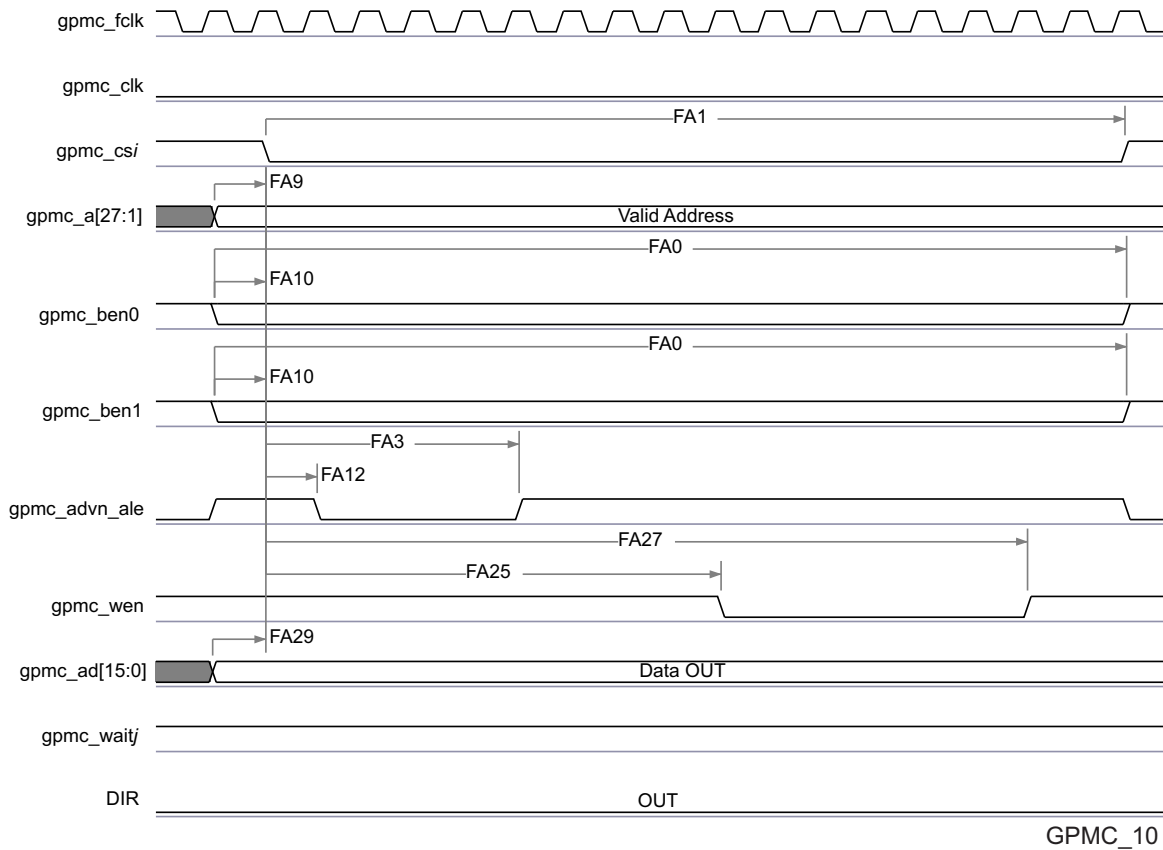 gpmc_fclk
gpmc_clk
FA1
gpmc_csi
FA9
gpmc_a[27:1]
Valid Address
FA0
FA10
gpmc_ben0
FA0
FA10
gpmc_ben1
FA3
FA12
gpmc_advn_ale
FA27
FA25
gpmc_wen
FA29
gpmc_ad[15:0]
Data OUT
gpmc_waitj
DIR
OUT
GPMC_10